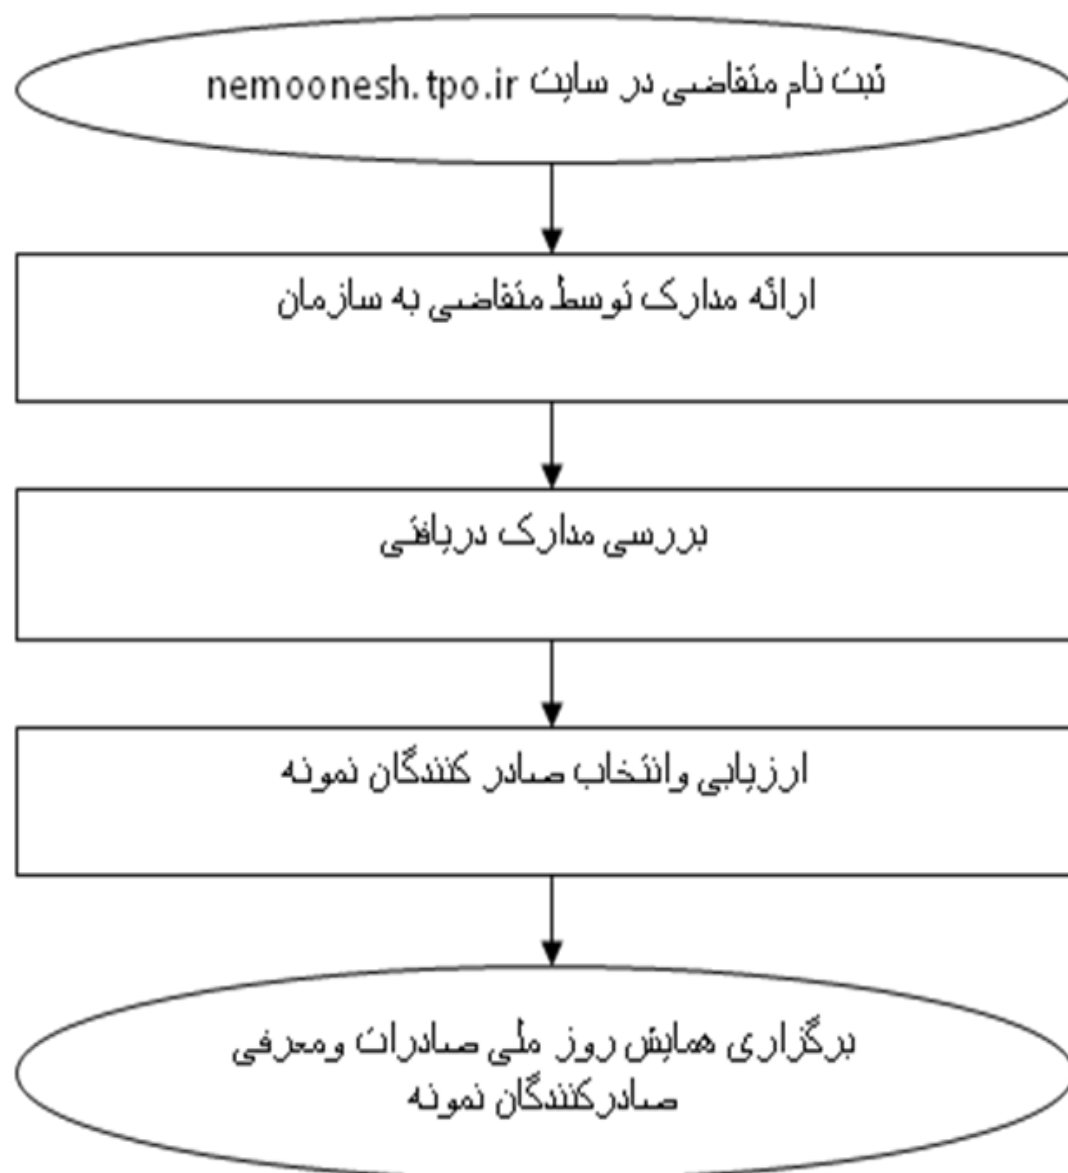 ثبت نام متقاضی در سایت nemoonesh.tpo.ir
ارائه مدارک توسط متقاضی به سازمان
بررسی مدارک دریافتی
ارزیابی وانتخاب صادر کنندگان نمونه
برگزاری همایش روز ملی صادرات ومعرفی
صادرکنندگان نمونه